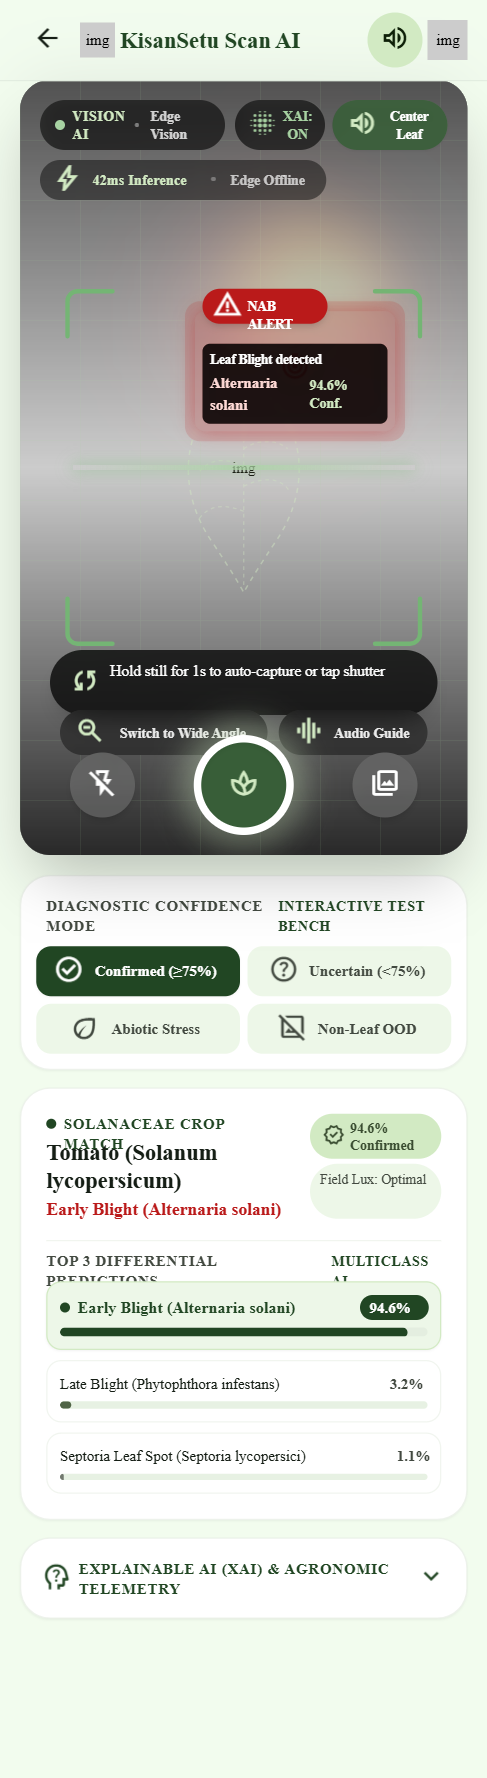 img KisanSetu Scan AI img
VISION AI • Edge Vision
XAI: ON
Center Leaf
42ms Inference • Edge Offline
NAB ALERT
Leaf Blight detected
Alternaria solani
94.6% Conf.
img
Hold still for 1s to auto-capture or tap shutter
Switch to Wide Angle
Audio Guide
DIAGNOSTIC CONFIDENCE MODE
INTERACTIVE TEST BENCH
Confirmed (≥75%)
Uncertain (<75%)
Abiotic Stress
Non-Leaf OOD
SOLANACEAE CROP MATCH
94.6% Confirmed
Tomato (Solanum lycopersicum)
Field Lux: Optimal
Early Blight (Alternaria solani)
TOP 3 DIFFERENTIAL PREDICTIONS
MULTICLASS AI
Early Blight (Alternaria solani) 94.6%
Late Blight (Phytophthora infestans) 3.2%
Septoria Leaf Spot (Septoria lycopersici) 1.1%
EXPLAINABLE AI (XAI) & AGRONOMIC TELEMETRY